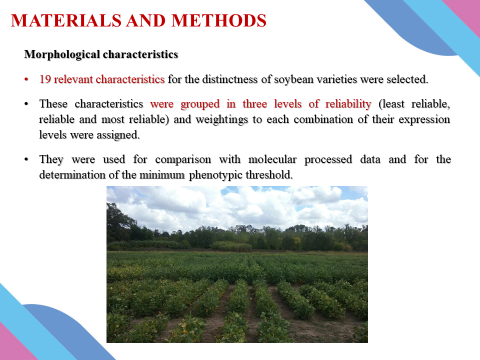 MATERIALS AND METHODS
Morphological characteristics
• 19 relevant characteristics for the distinctness of soybean varieties were selected.
• These characteristics were grouped in three levels of reliability (least reliable,
reliable and most reliable) and weightings to each combination of their expression
levels were assigned.
• They were used for comparison with molecular processed data and for the
determination of the minimum phenotypic threshold.